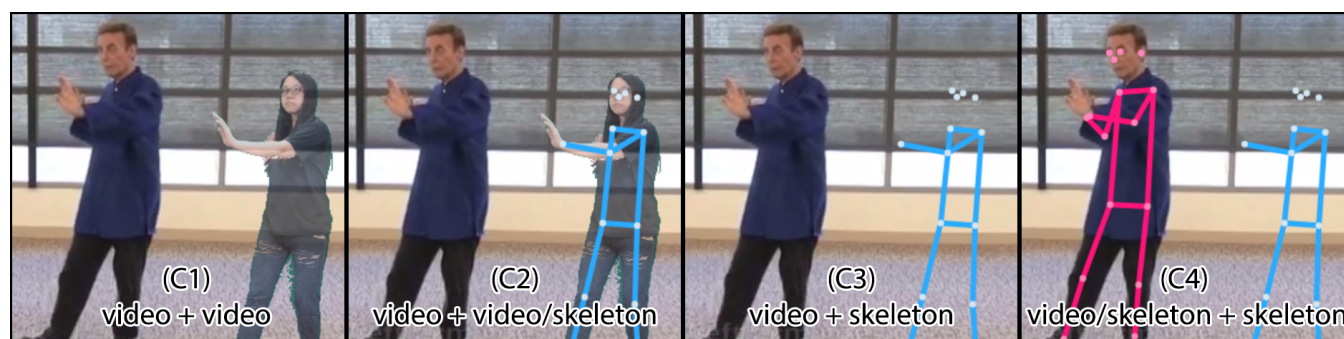 (C1)
video + video
(C2)
video + video/skeleton
(C3)
video + skeleton
(C4)
video/skeleton + skeleton